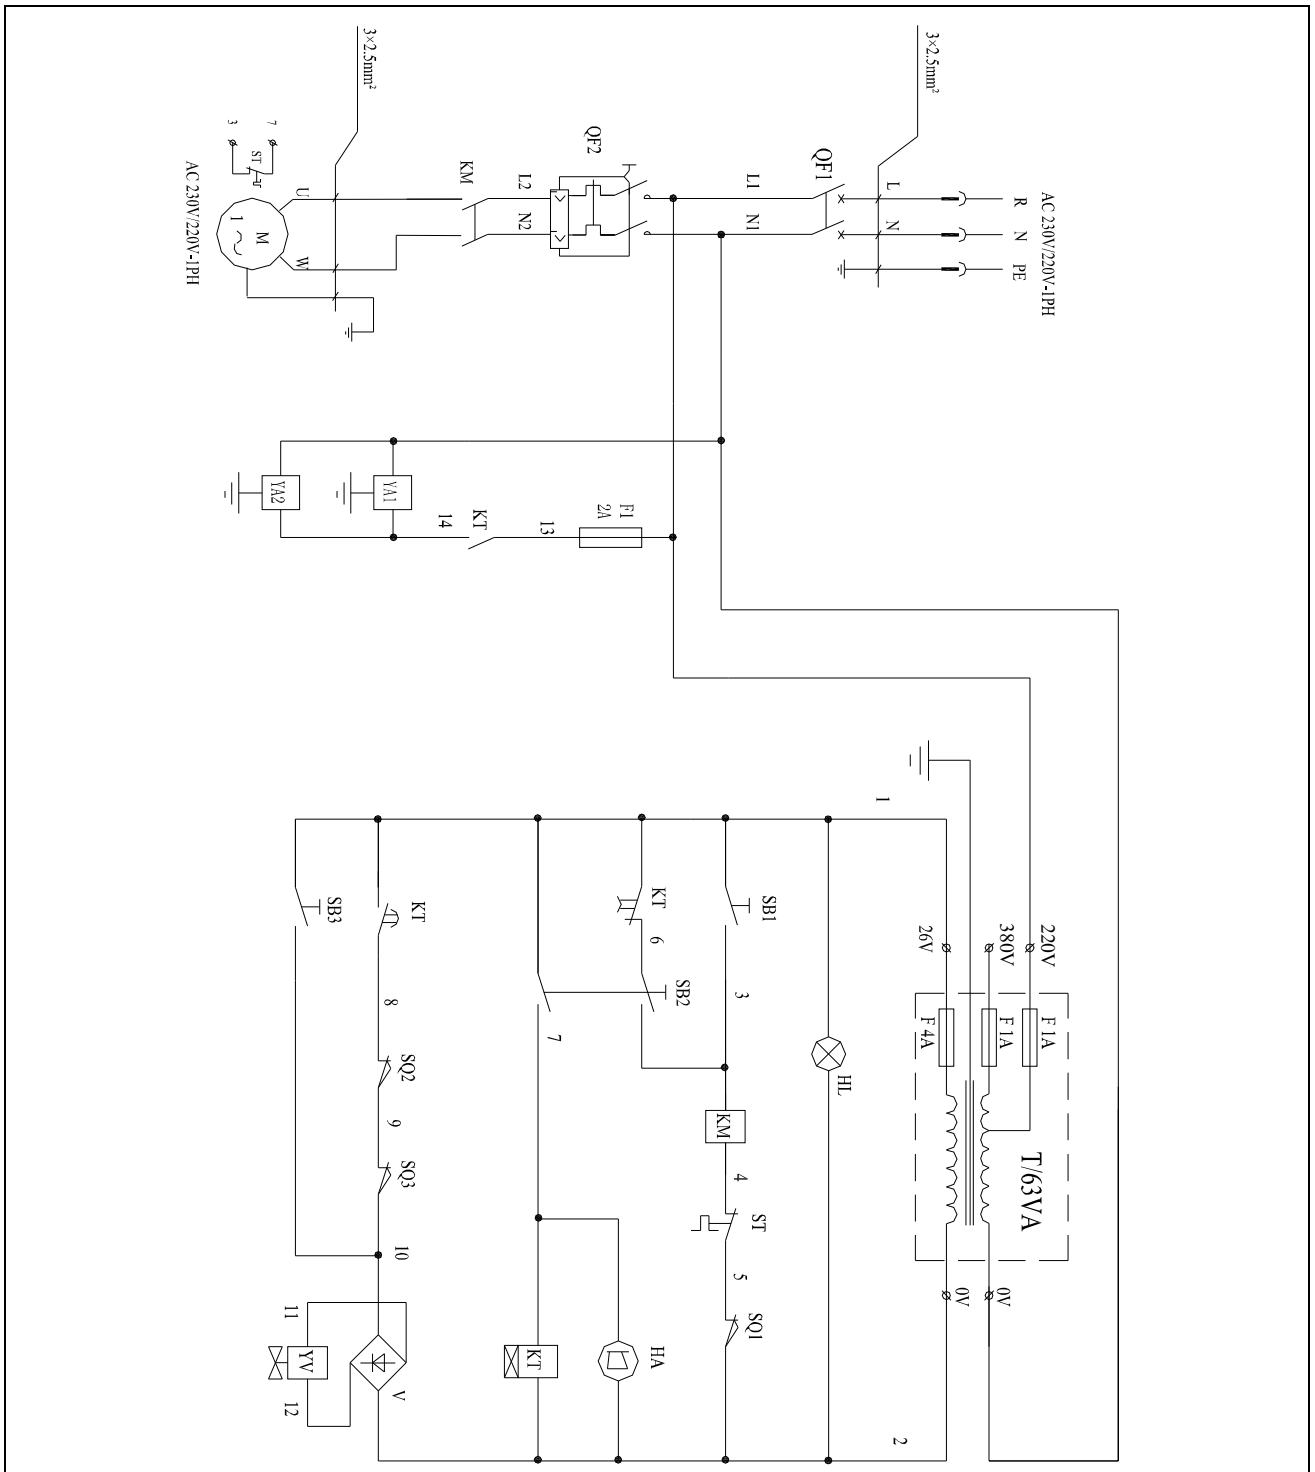 AC 230V/220V-1PH
R
N
PE
3×2.5mm²
L
N
QF1
L1
N1
QF2
L2
N2
KM
3×2.5mm²
U
W
M
1
ST
7
3
AC 230V/220V-1PH
F1
2A
13
KT
14
YA1
YA2
220V
380V
26V
F 1A
F 1A
F 4A
T/63VA
0V
0V
1
2
HL
SB1
3
KM
4
ST
5
SQ1
KT
6
SB2
7
HA
KT
KT
8
SQ2
9
SQ3
10
SB3
V
11
YV
12